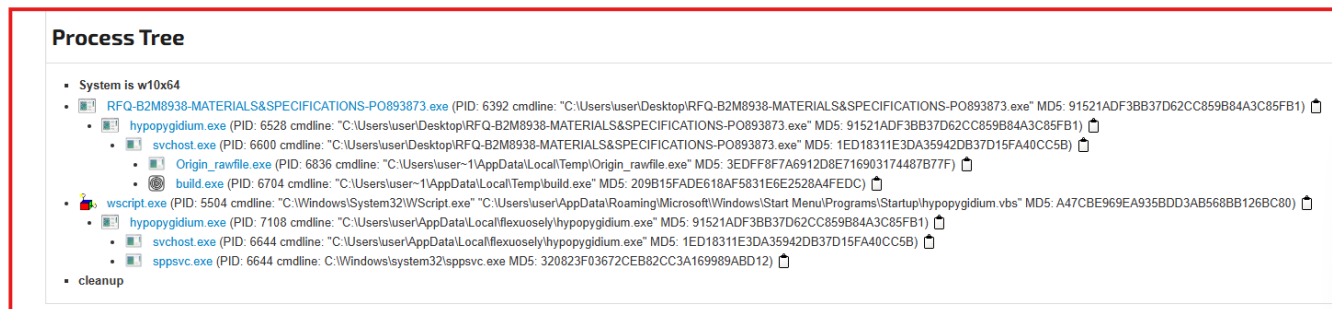 Process Tree
System is w10x64
RFQ-B2M8938-MATERIALS&SPECIFICATIONS-PO893873.exe (PID: 6392 cmdline: "C:\Users\user\Desktop\RFQ-B2M8938-MATERIALS&SPECIFICATIONS-PO893873.exe" MD5: 91521ADF3BB37D62CC859B84A3C85FB1)
hypopygidium.exe (PID: 6528 cmdline: "C:\Users\user\Desktop\RFQ-B2M8938-MATERIALS&SPECIFICATIONS-PO893873.exe" MD5: 91521ADF3BB37D62CC859B84A3C85FB1)
svchost.exe (PID: 6600 cmdline: "C:\Users\user\Desktop\RFQ-B2M8938-MATERIALS&SPECIFICATIONS-PO893873.exe" MD5: 1ED18311E3DA35942DB37D15FA40CC5B)
Origin_rawfile.exe (PID: 6836 cmdline: "C:\Users\user~1\AppData\Local\Temp\Origin_rawfile.exe" MD5: 3EDFF8F7A6912D8E716903174487B77F)
build.exe (PID: 6704 cmdline: "C:\Users\user~1\AppData\Local\Temp\build.exe" MD5: 209B15FADE618AF5831E6E2528A4FEDC)
wscript.exe (PID: 5504 cmdline: "C:\Windows\System32\WScript.exe" "C:\Users\user\AppData\Roaming\Microsoft\Windows\Start Menu\Programs\Startup\hypopygidium.vbs" MD5: A47CBE969EA935BDD3AB568BB126BC80)
hypopygidium.exe (PID: 7108 cmdline: "C:\Users\user\AppData\Local\flexuosely\hypopygidium.exe" MD5: 91521ADF3BB37D62CC859B84A3C85FB1)
svchost.exe (PID: 6644 cmdline: "C:\Users\user\AppData\Local\flexuosely\hypopygidium.exe" MD5: 1ED18311E3DA35942DB37D15FA40CC5B)
sppsvc.exe (PID: 6644 cmdline: C:\Windows\system32\sppsvc.exe MD5: 320823F03672CEB82CC3A169989ABD12)
cleanup